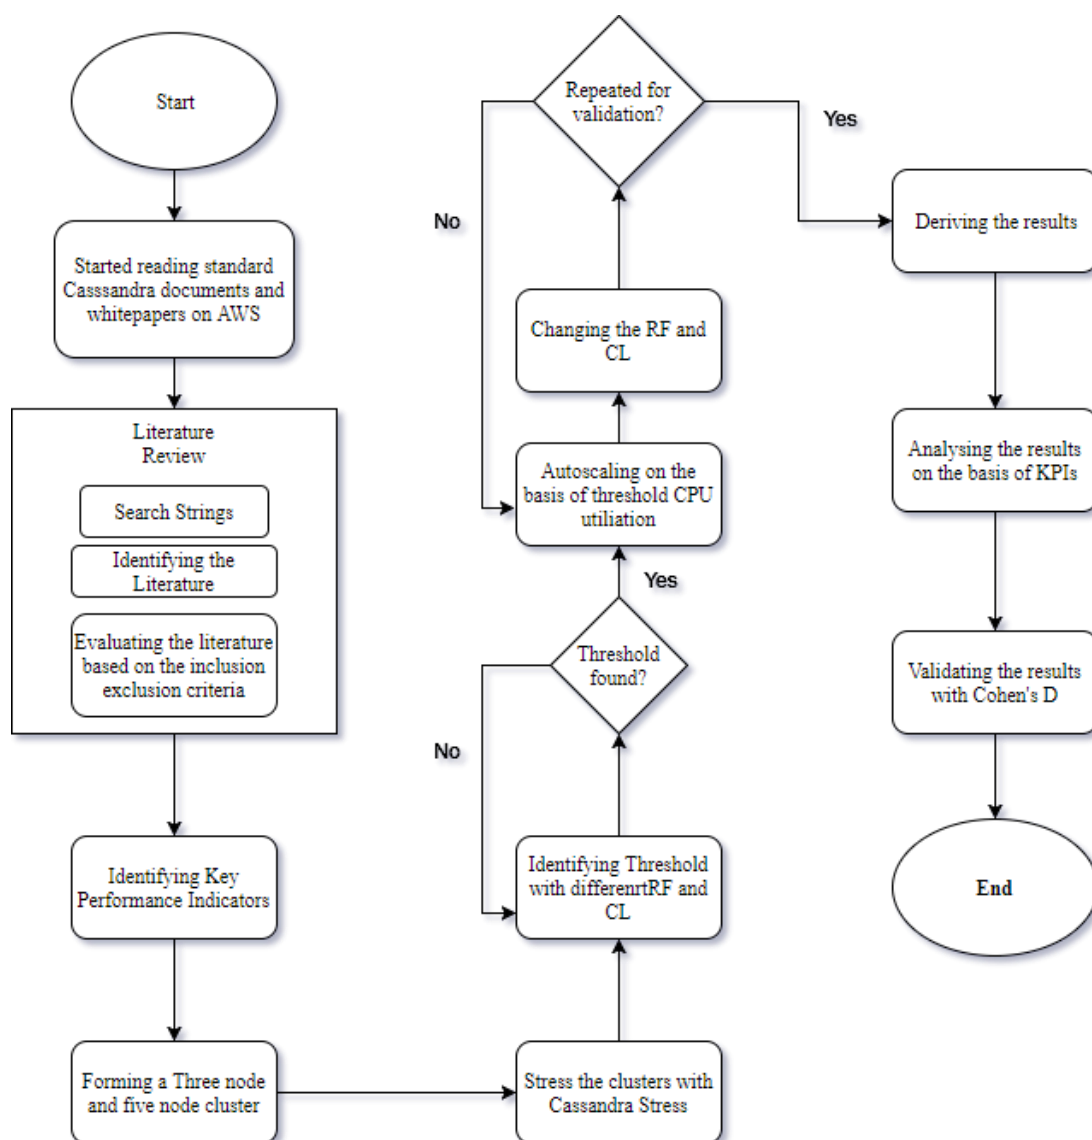 Start
Started reading standard
Casssandra documents and
whitepapers on AWS
Literature
Review
Search Strings
Identifying the
Literature
Evaluating the literature
based on the inclusion
exclusion criteria
Identifying Key
Performance Indicators
Forming a Three node
and five node cluster
Stress the clusters with
Cassandra Stress
Identifying Threshold
with differenrtRF and
CL
No
Threshold
found?
Yes
Autoscaling on the
basis of threshold CPU
utiliation
Changing the RF and
CL
No
Repeated for
validation?
Yes
Deriving the results
Analysing the results
on the basis of KPIs
Validating the results
with Cohen's D
End